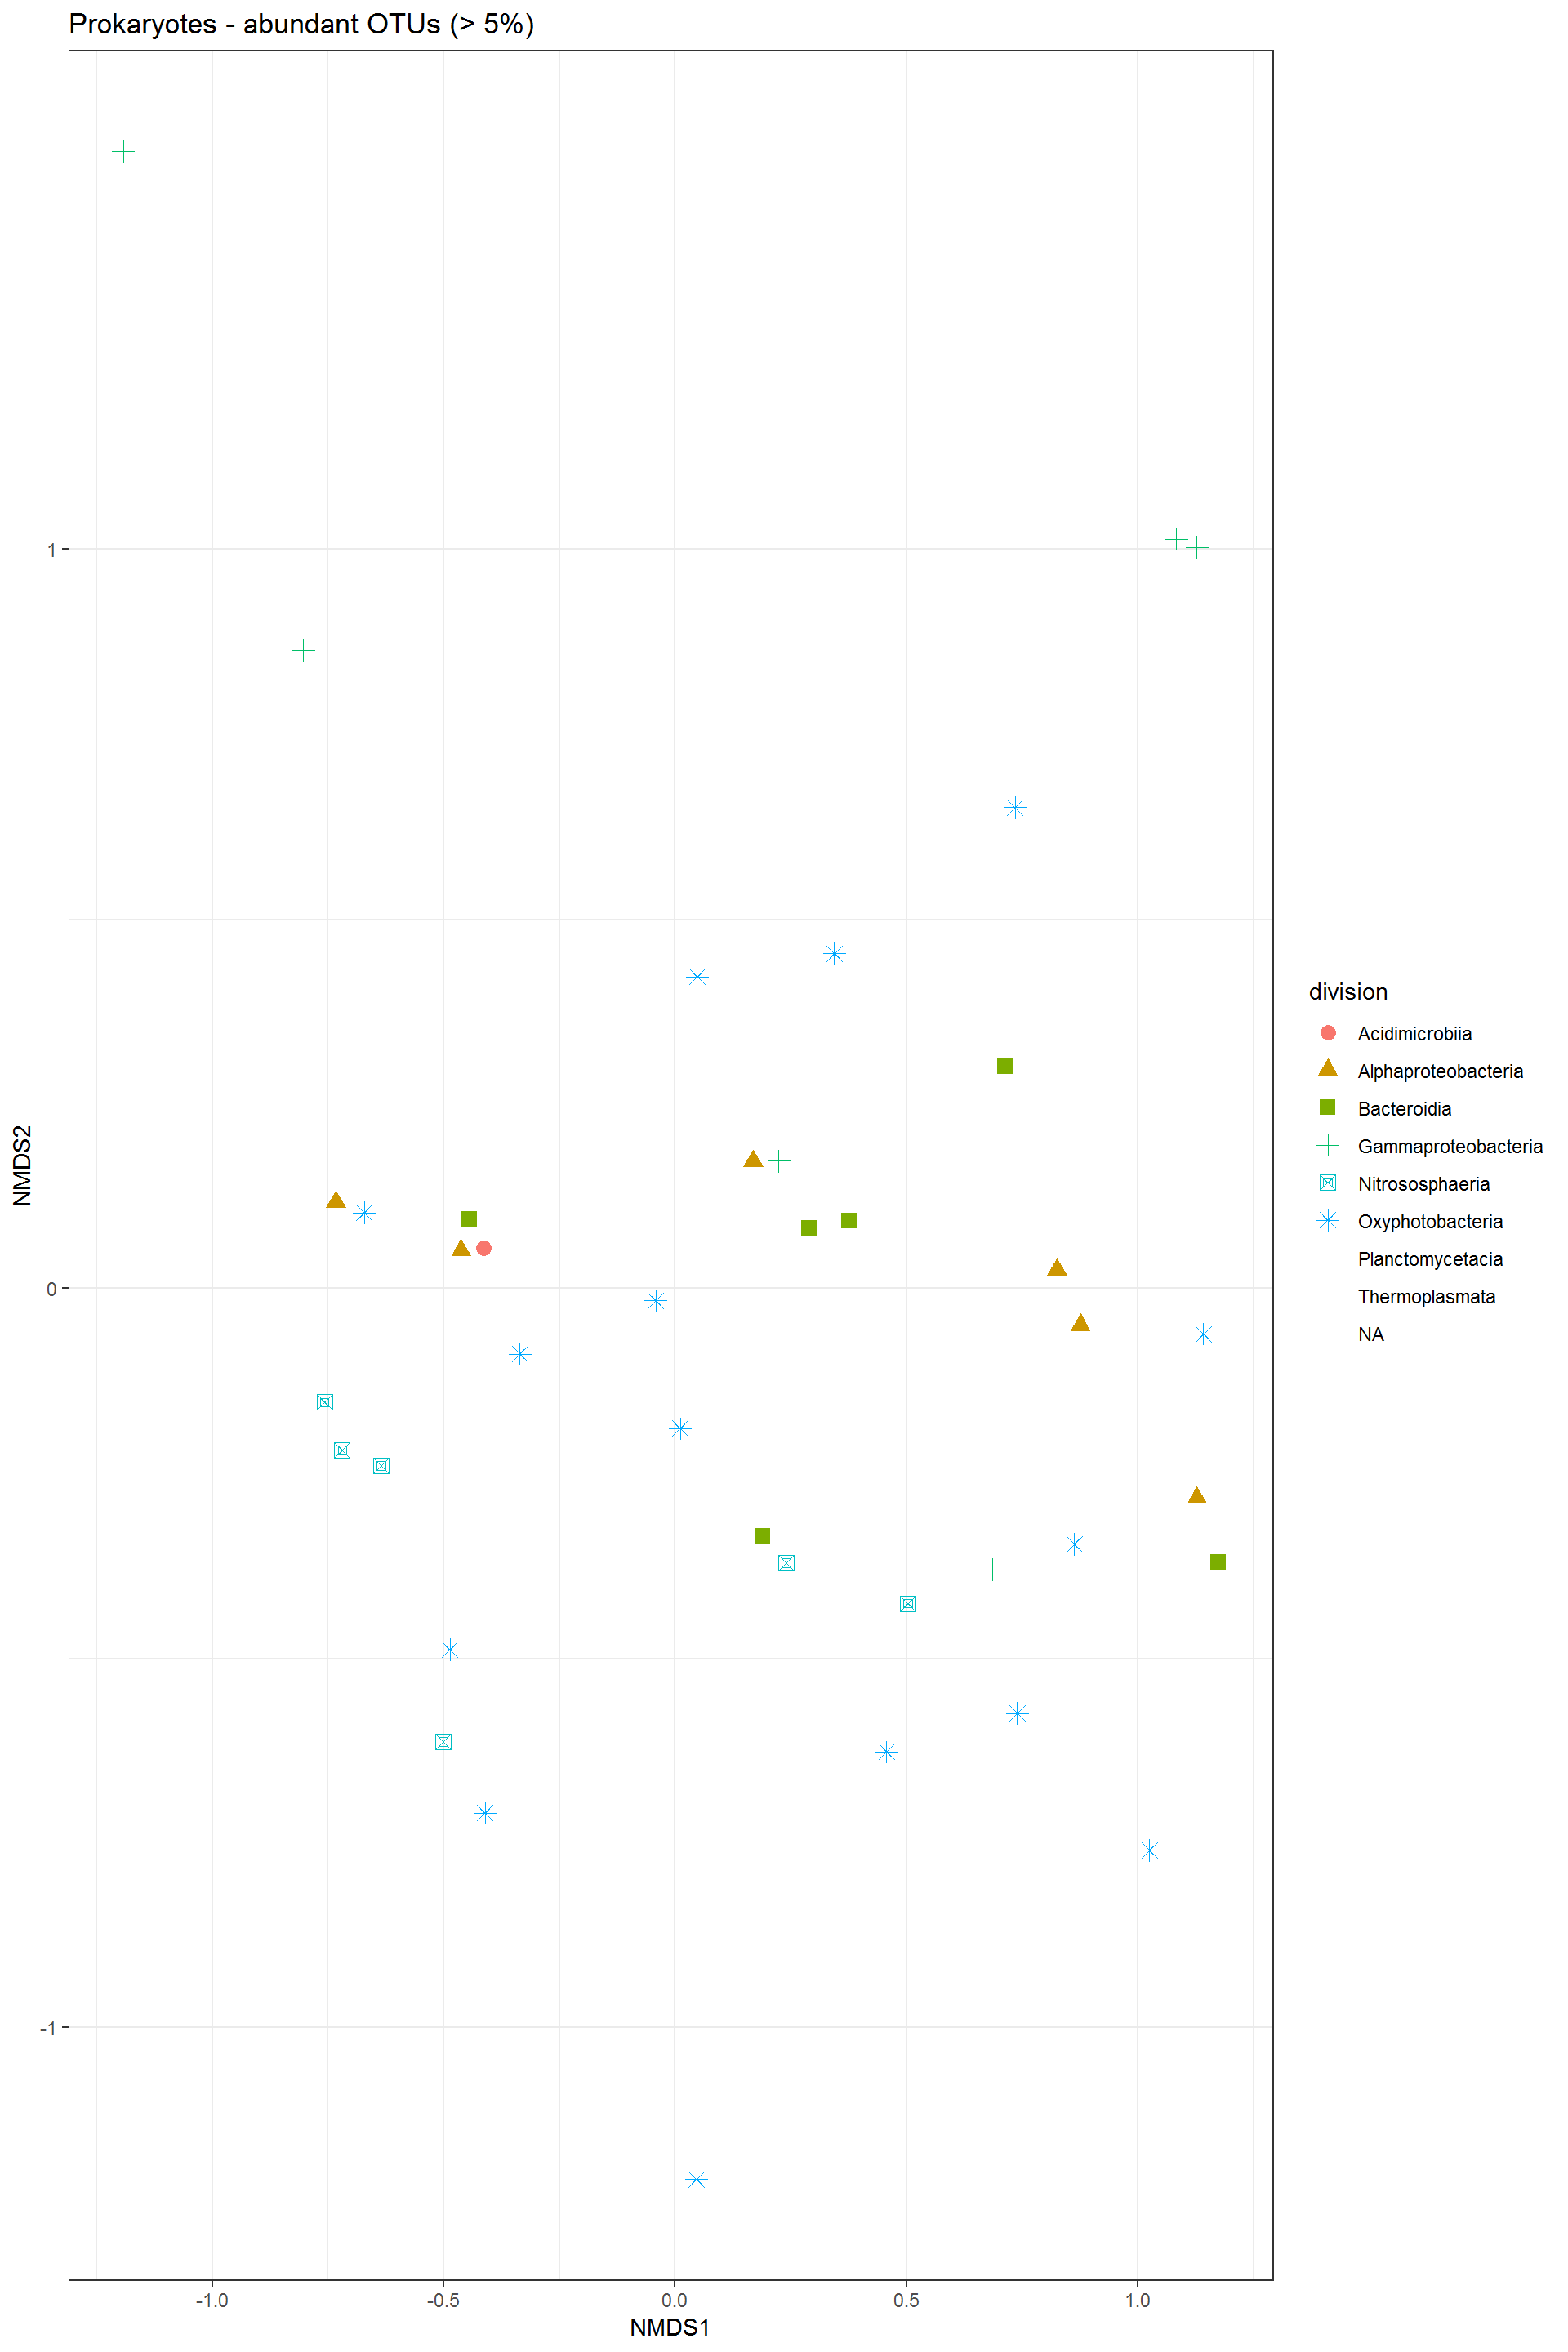 Prokaryotes - abundant OTUs (> 5%)
1
0
-1
NMDS2
-1.0
-0.5
0.0
0.5
1.0
NMDS1
division
Acidimicrobiia
Alphaproteobacteria
Bacteroidia
Gammaproteobacteria
Nitrososphaeria
Oxyphotobacteria
Planctomycetacia
Thermoplasmata
NA